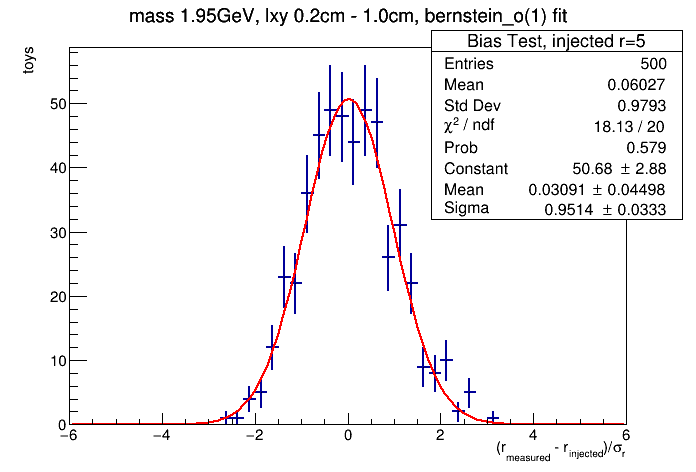 mass 1.95GeV, lxy 0.2cm - 1.0cm, bernstein_o(1) fit
toys
Bias Test, injected r=5
Entries 500
Mean 0.06027
Std Dev 0.9793
χ² / ndf 18.13 / 20
Prob 0.579
Constant 50.68 ± 2.88
Mean 0.03091 ± 0.04498
Sigma 0.9514 ± 0.0333
50
40
30
20
10
0
−6 −4 −2 0 2 4 6
(r_measured - r_injected)/σ_r